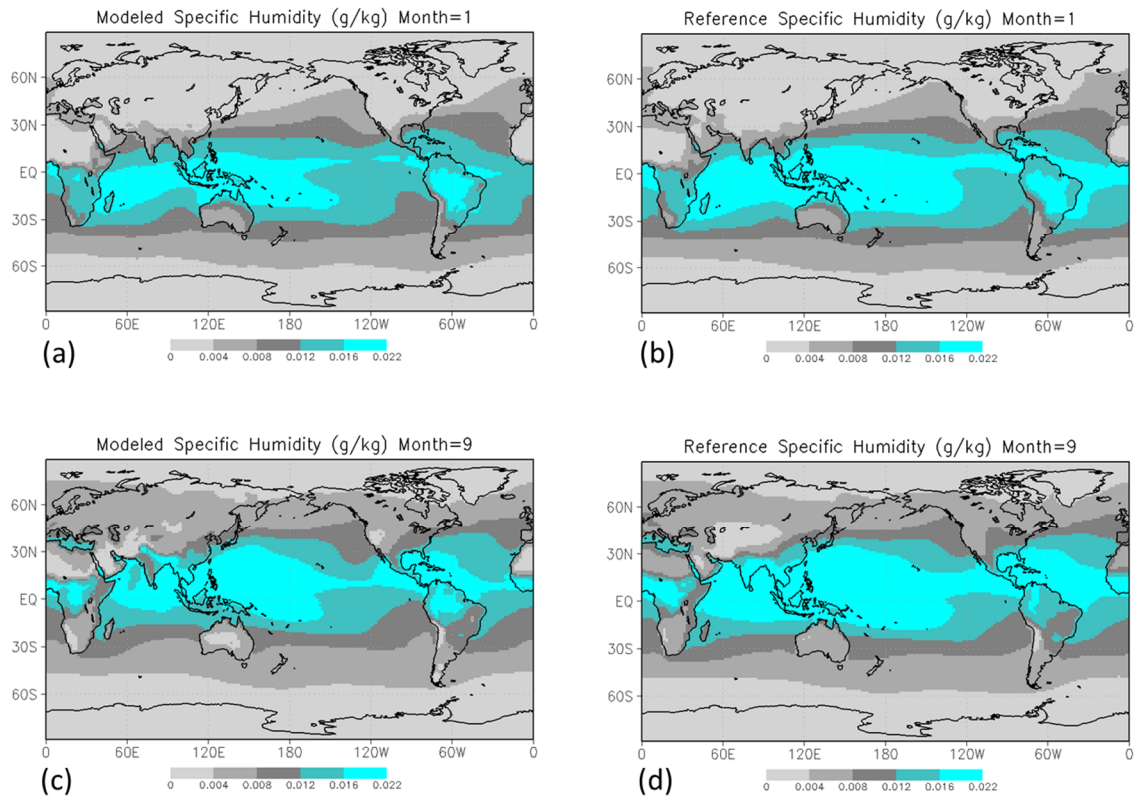 Modeled Specific Humidity (g/kg) Month=1
60N
30N
EQ
30S
60S
0 60E 120E 180 120W 60W 0
0 0.004 0.008 0.012 0.016 0.022
(a)
Reference Specific Humidity (g/kg) Month=1
60N
30N
EQ
30S
60S
0 60E 120E 180 120W 60W 0
0 0.004 0.008 0.012 0.016 0.022
(b)
Modeled Specific Humidity (g/kg) Month=9
60N
30N
EQ
30S
60S
0 60E 120E 180 120W 60W 0
0 0.004 0.008 0.012 0.016 0.022
(c)
Reference Specific Humidity (g/kg) Month=9
60N
30N
EQ
30S
60S
0 60E 120E 180 120W 60W 0
0 0.004 0.008 0.012 0.016 0.022
(d)